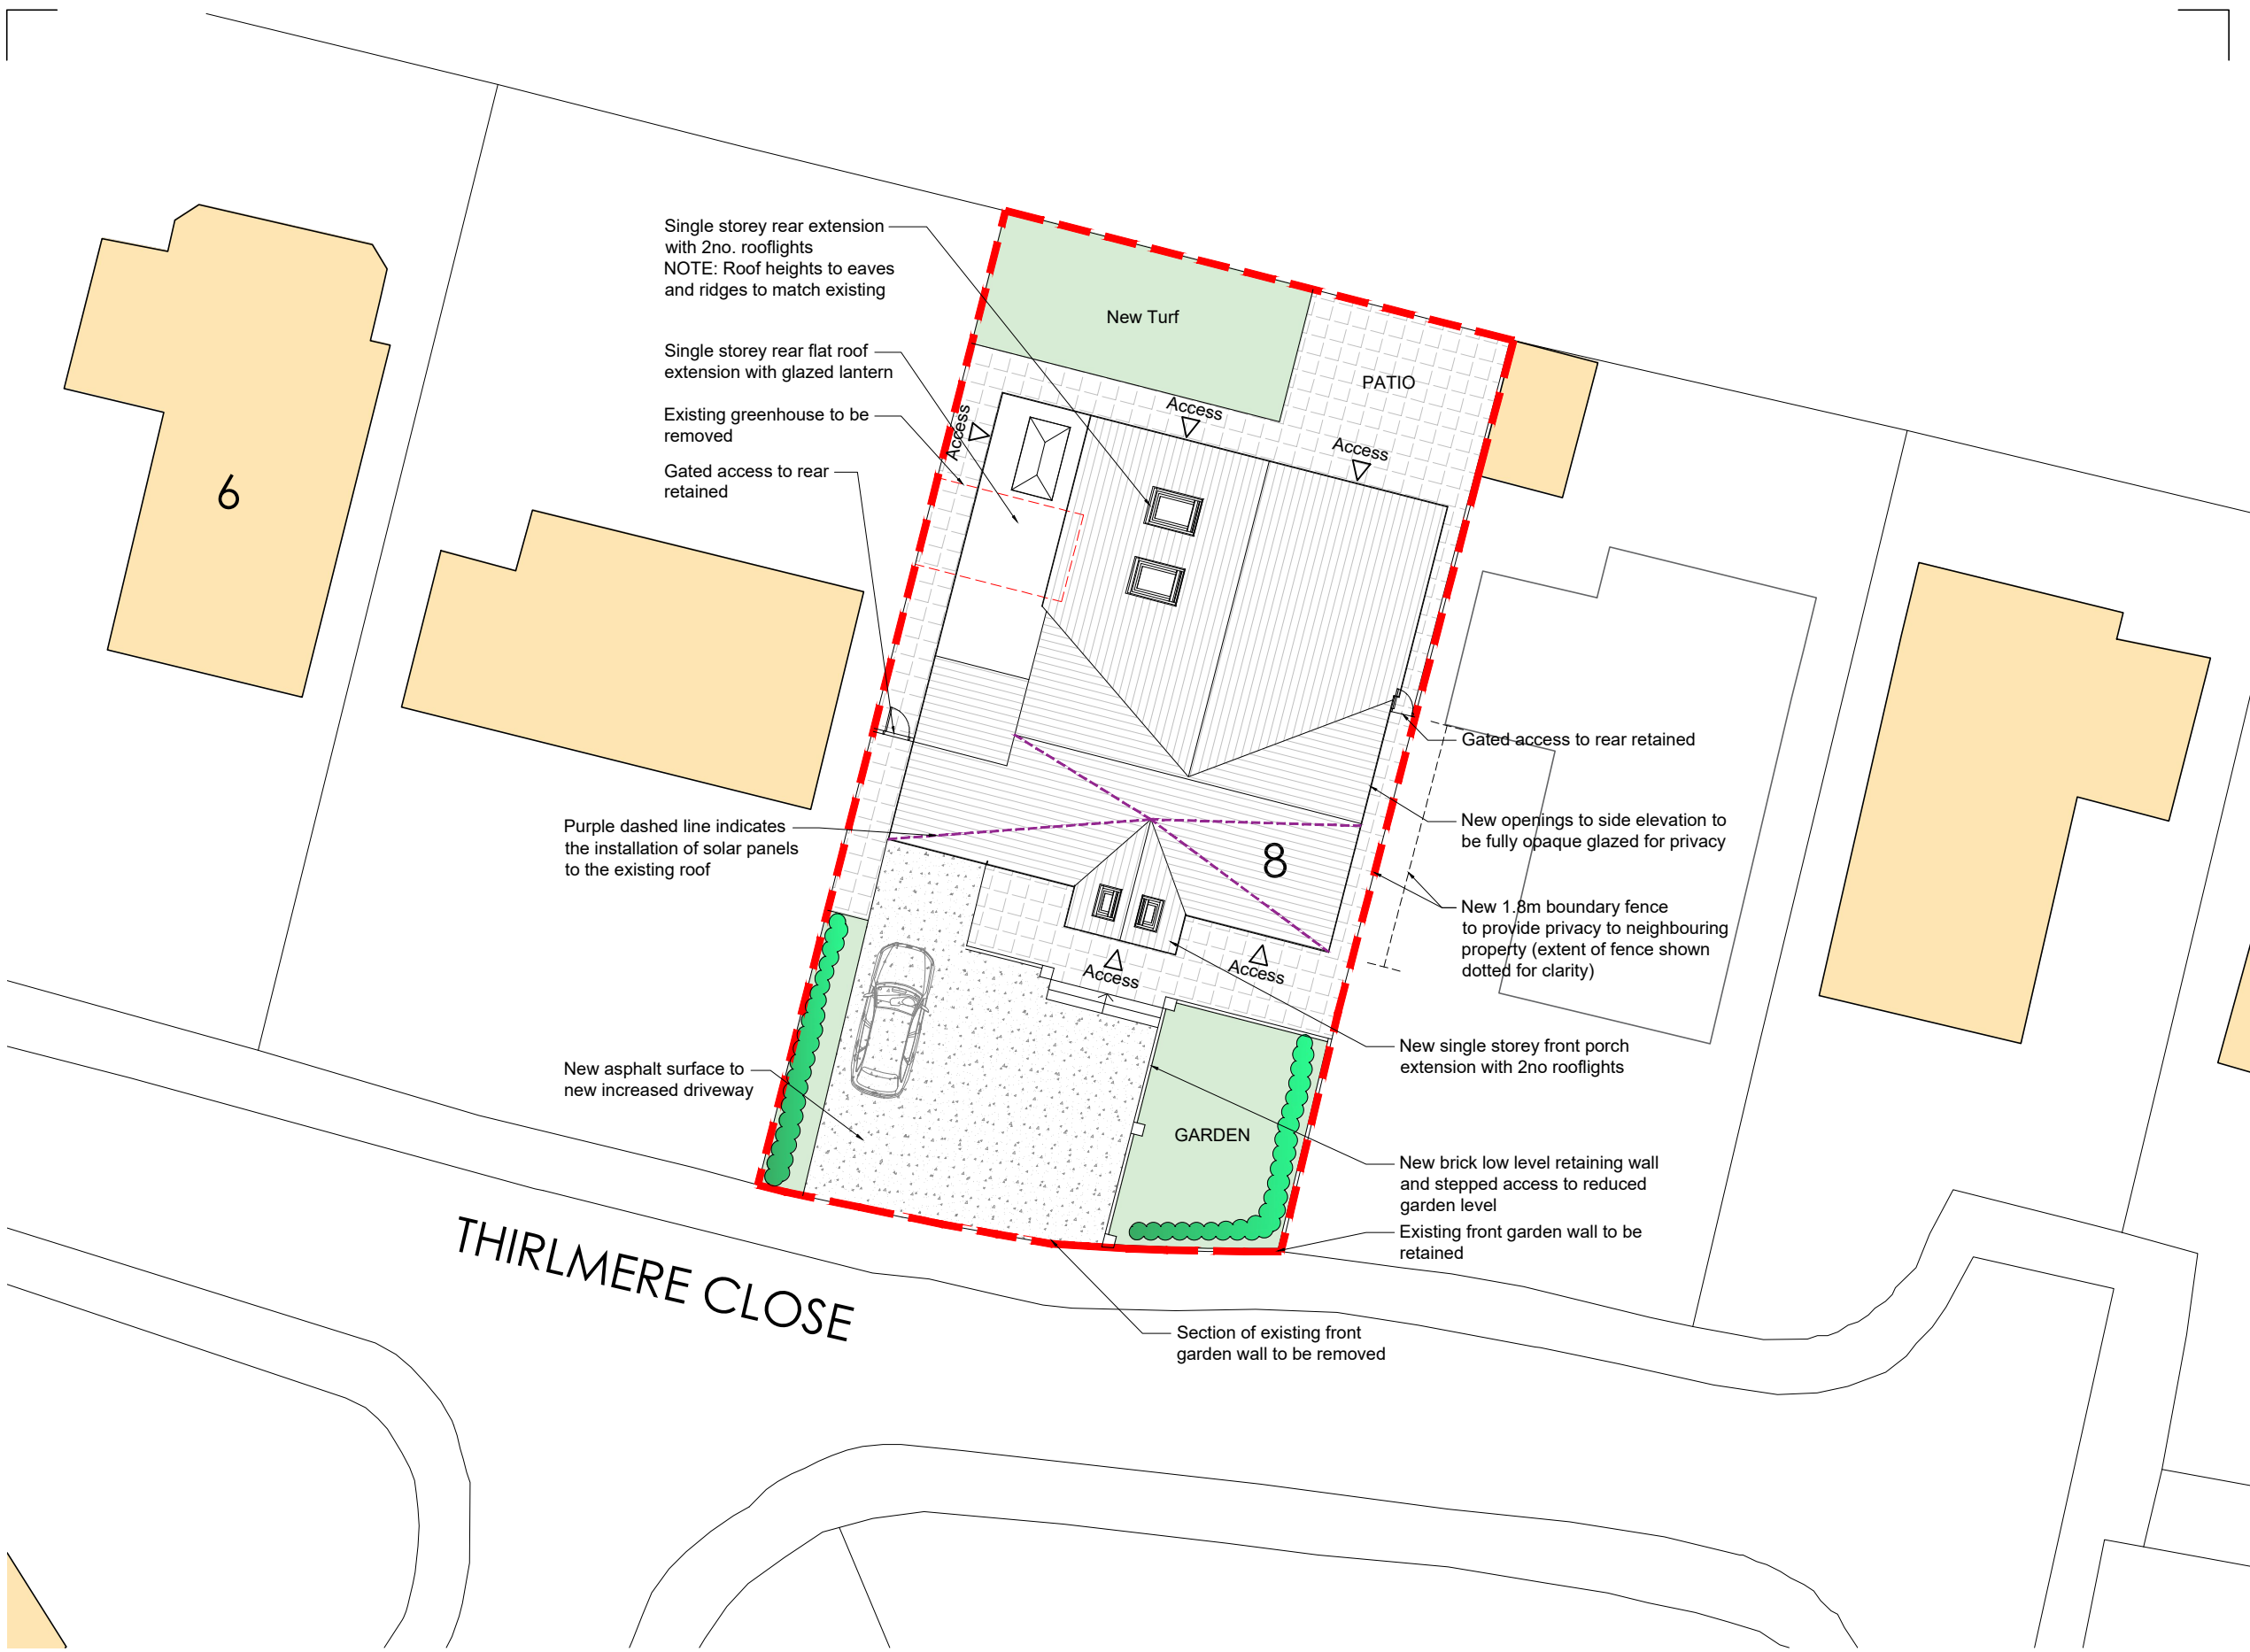 Single storey rear extension
with 2no. rooflights
NOTE: Roof heights to eaves
and ridges to match existing
New Turf
Single storey rear flat roof
extension with glazed lantern
PATIO
Existing greenhouse to be
removed
Access
Access
Access
Gated access to rear
retained
6
Gated access to rear retained
Purple dashed line indicates
the installation of solar panels
to the existing roof
New openings to side elevation to
be fully opaque glazed for privacy
8
New 1.8m boundary fence
to provide privacy to neighbouring
property (extent of fence shown
dotted for clarity)
Access
Access
New single storey front porch
extension with 2no rooflights
New asphalt surface to
new increased driveway
GARDEN
New brick low level retaining wall
and stepped access to reduced
garden level
Existing front garden wall to be
retained
THIRLMERE CLOSE
Section of existing front
garden wall to be removed